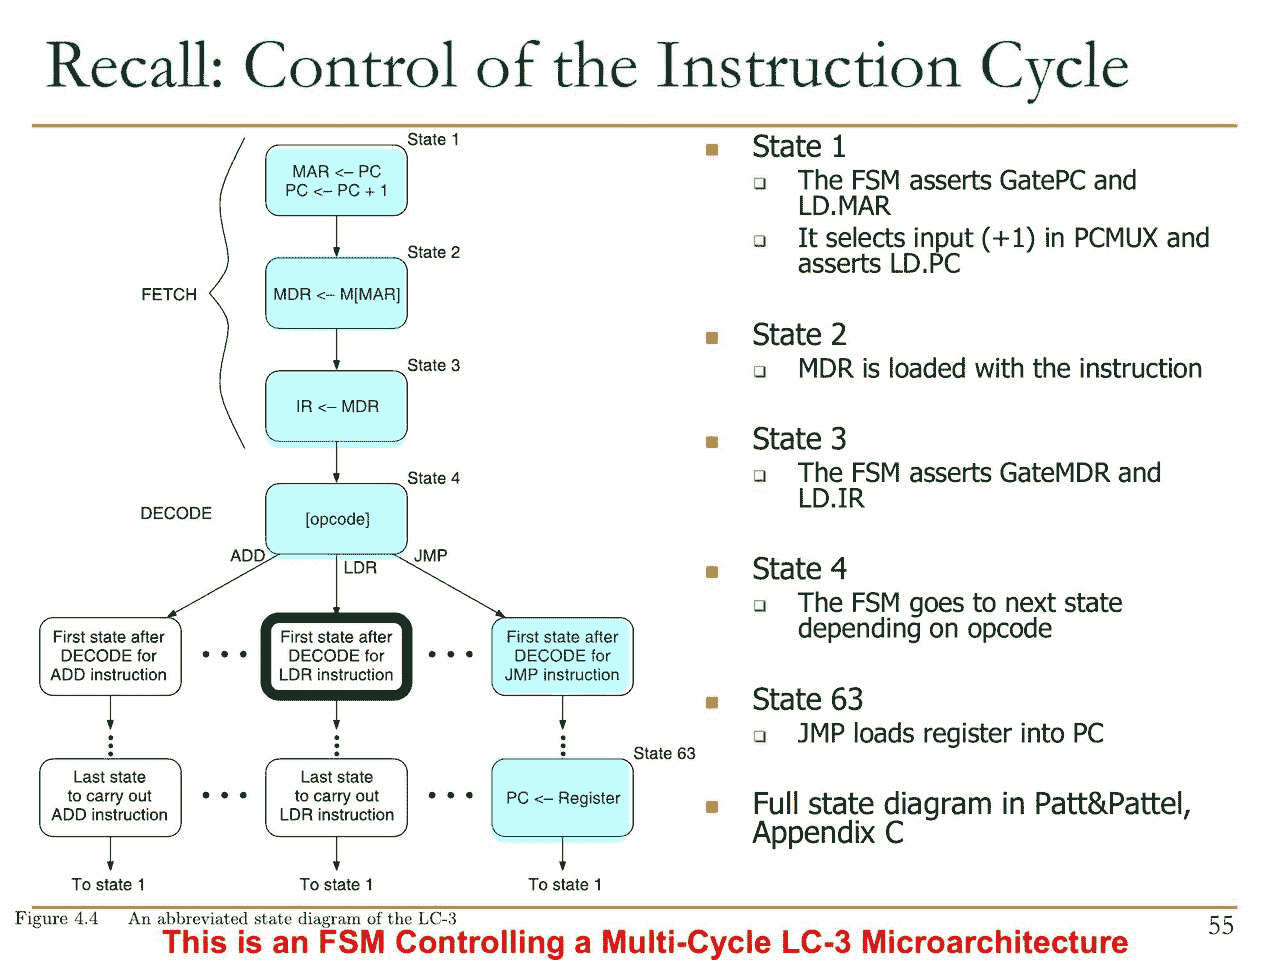 Recall: Control of the Instruction Cycle
State 1
MAR <– PC
PC <– PC + 1
State 2
FETCH
MDR <– M[MAR]
State 3
IR <– MDR
State 4
DECODE
[opcode]
ADD
LDR
JMP
First state after
DECODE for
ADD instruction
First state after
DECODE for
LDR instruction
First state after
DECODE for
JMP instruction
State 63
Last state
to carry out
ADD instruction
Last state
to carry out
LDR instruction
PC <– Register
To state 1
To state 1
To state 1
Figure 4.4 An abbreviated state diagram of the LC-3
State 1
The FSM asserts GatePC and
LD.MAR
It selects input (+1) in PCMUX and
asserts LD.PC
State 2
MDR is loaded with the instruction
State 3
The FSM asserts GateMDR and
LD.IR
State 4
The FSM goes to next state
depending on opcode
State 63
JMP loads register into PC
Full state diagram in Patt&Pattel,
Appendix C
This is an FSM Controlling a Multi-Cycle LC-3 Microarchitecture
55